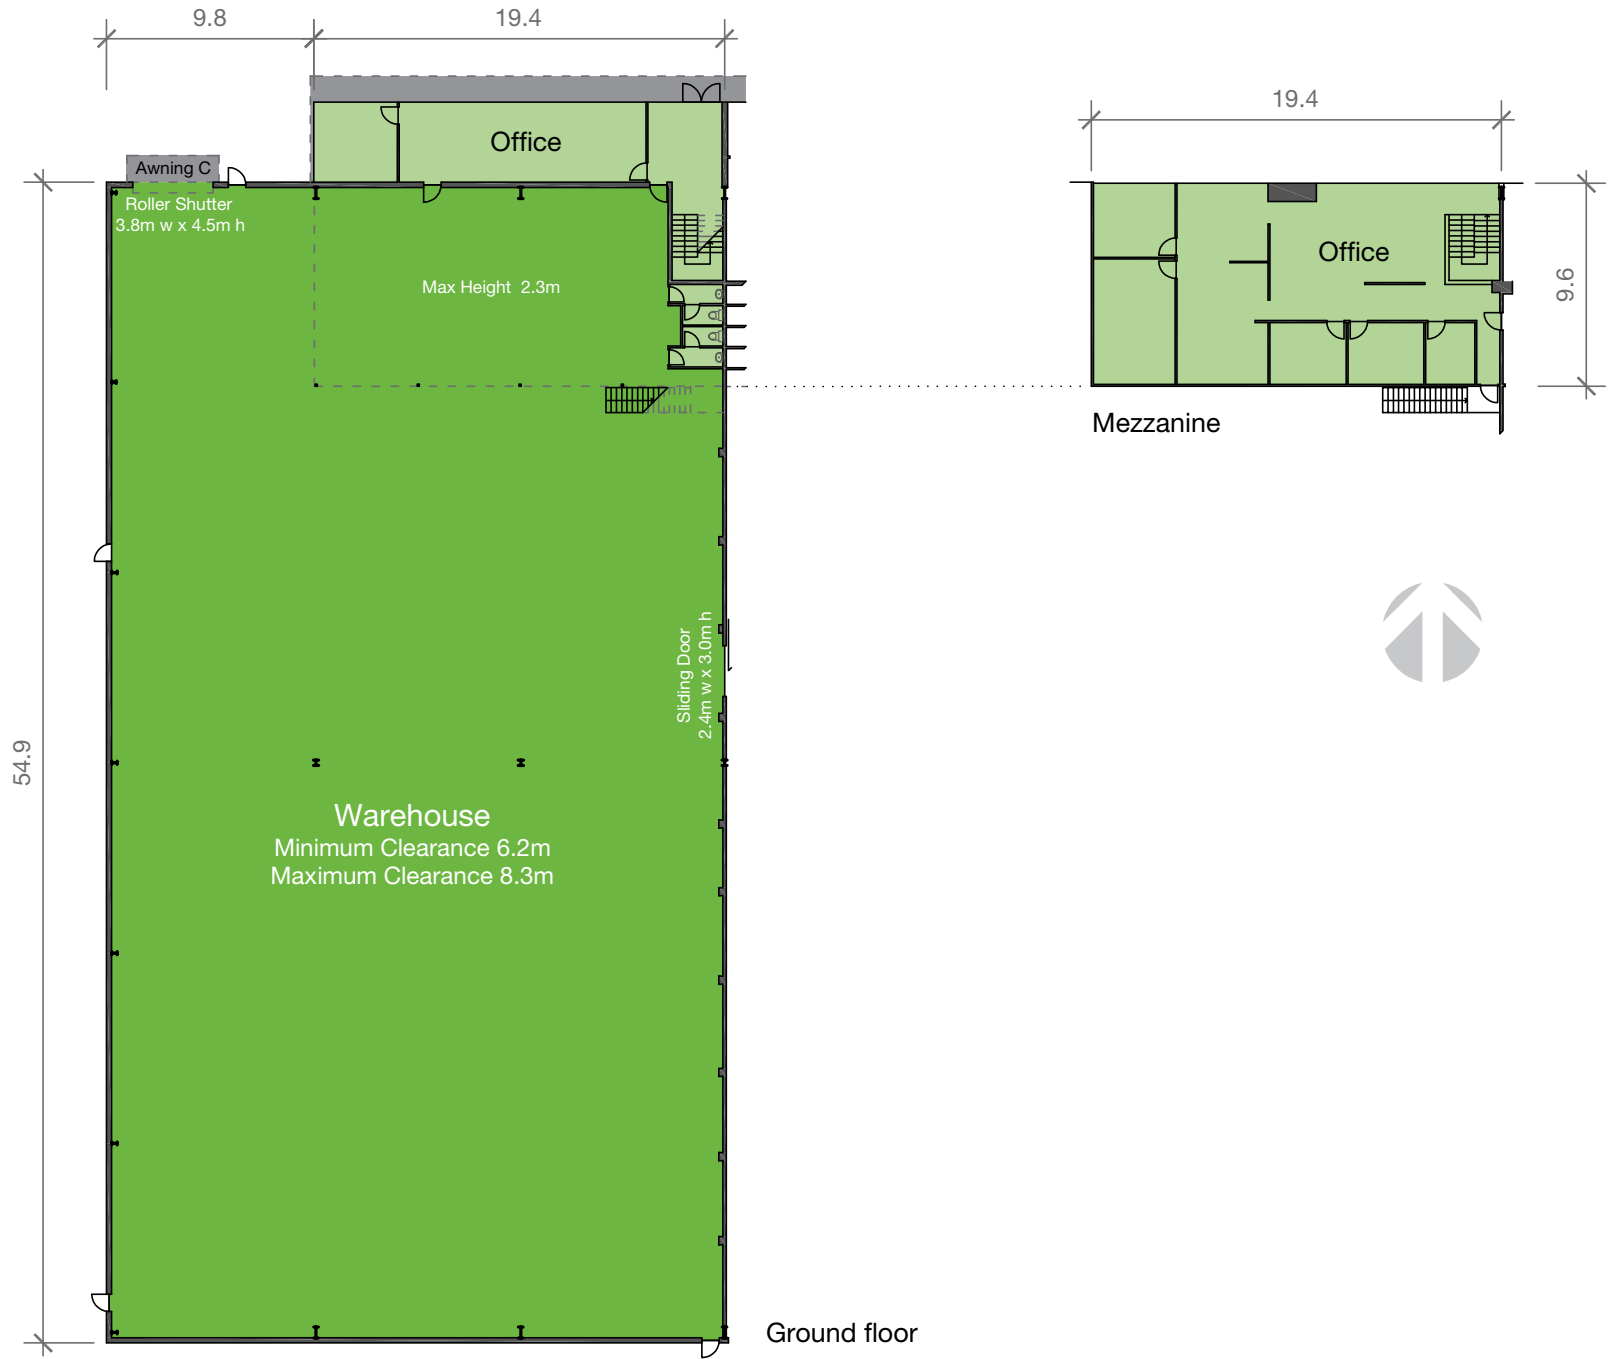 9.8
19.4
19.4
Office
Awning C
Roller Shutter
3.8m w x 4.5m h
Max Height 2.3m
Office
9.6
Mezzanine
Sliding Door
2.4m w x 3.0m h
54.9
Warehouse
Minimum Clearance 6.2m
Maximum Clearance 8.3m
Ground floor